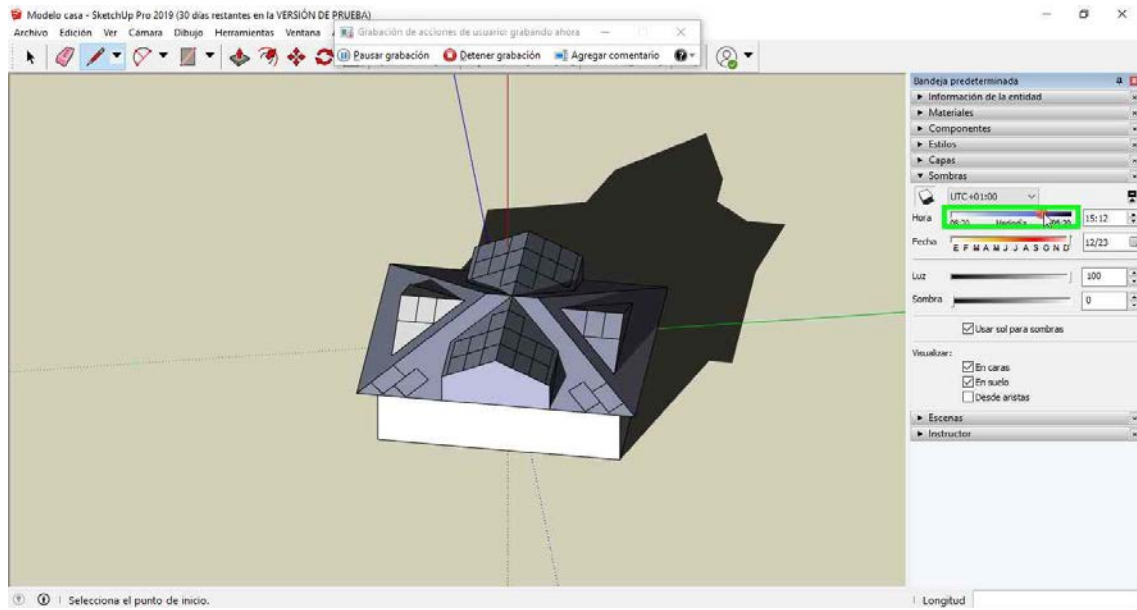 Modelo casa - SketchUp Pro 2019 (30 días restantes en la VERSIÓN DE PRUEBA)
Archivo Edición Ver Cámara Dibujo Herramientas Ventana
Grabación de acciones de usuario: grabando ahora
Pausar grabación Detener grabación Agregar comentario
Bandeja predeterminada
Información de la entidad
Materiales
Componentes
Estilos
Capas
Sombras
UTC+01:00
Hora 08:20 Mediodía 15:12
Fecha E F M A M J J A S O N D 12/23
Luz 100
Sombra 0
Usar sol para sombras
Visualizar:
En caras
En suelo
Desde aristas
Escenas
Instructor
Selecciona el punto de inicio.
Longitud